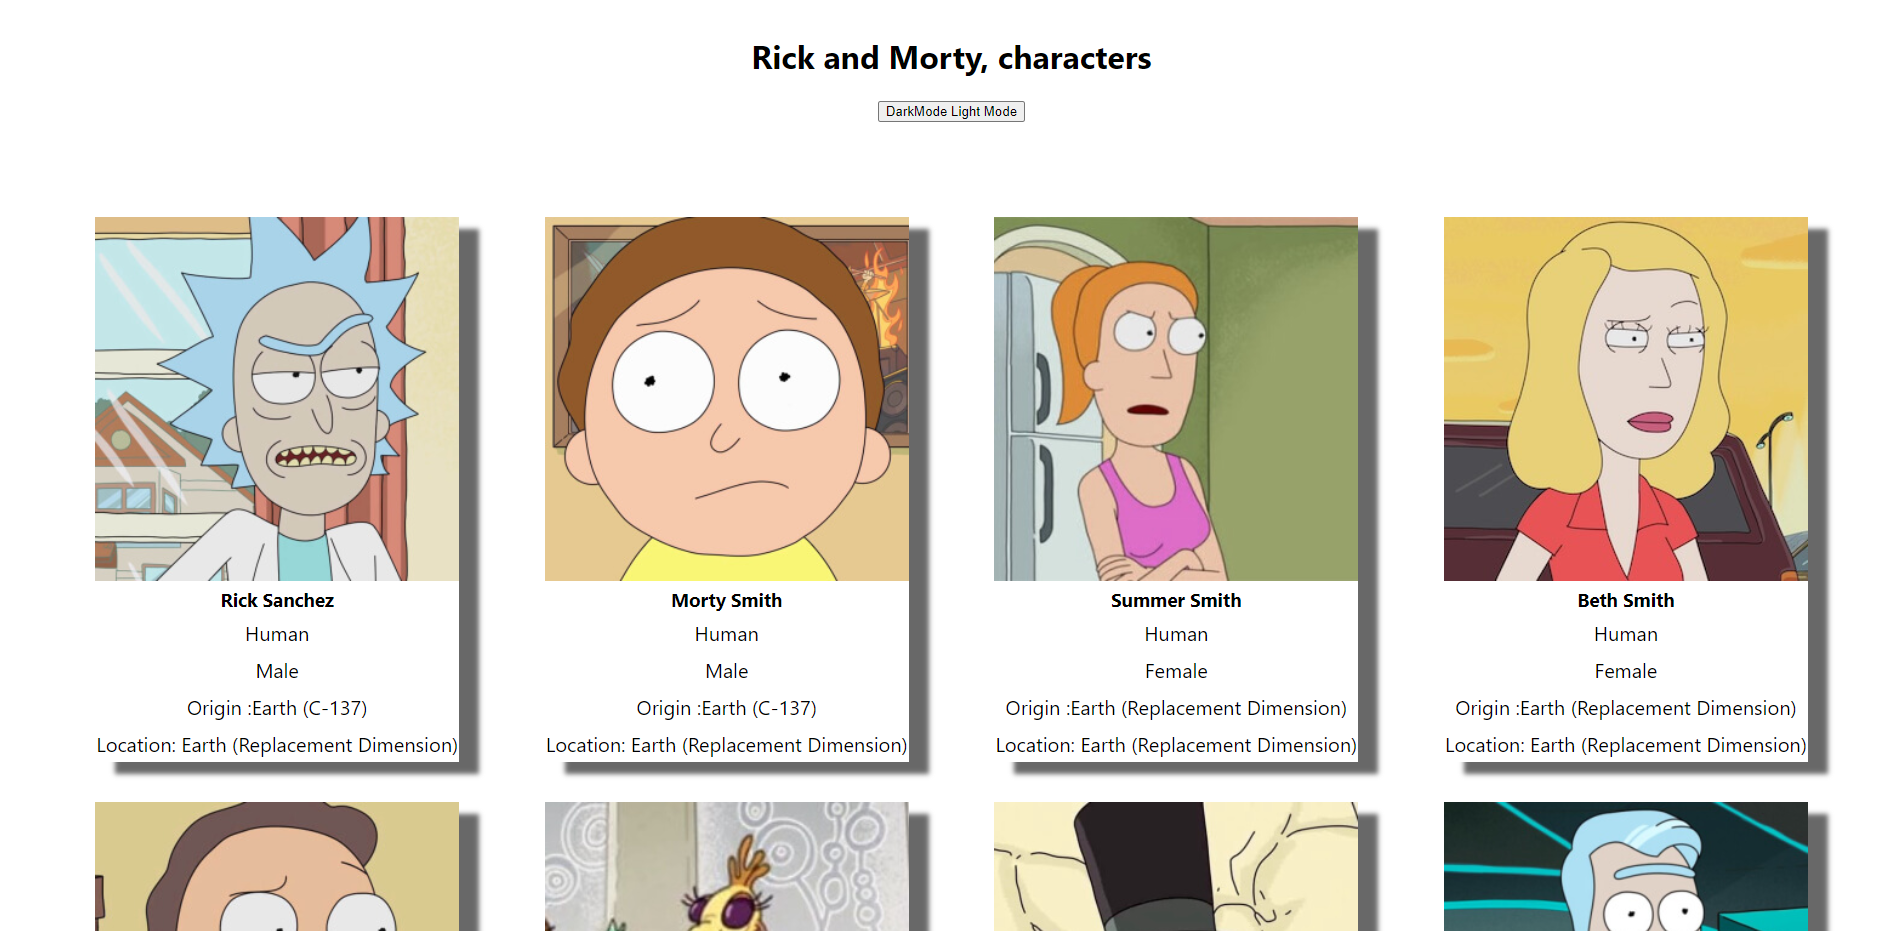 Rick and Morty, characters
DarkMode Light Mode
Rick Sanchez
Human
Male
Origin :Earth (C-137)
Location: Earth (Replacement Dimension)
Morty Smith
Human
Male
Origin :Earth (C-137)
Location: Earth (Replacement Dimension)
Summer Smith
Human
Female
Origin :Earth (Replacement Dimension)
Location: Earth (Replacement Dimension)
Beth Smith
Human
Female
Origin :Earth (Replacement Dimension)
Location: Earth (Replacement Dimension)